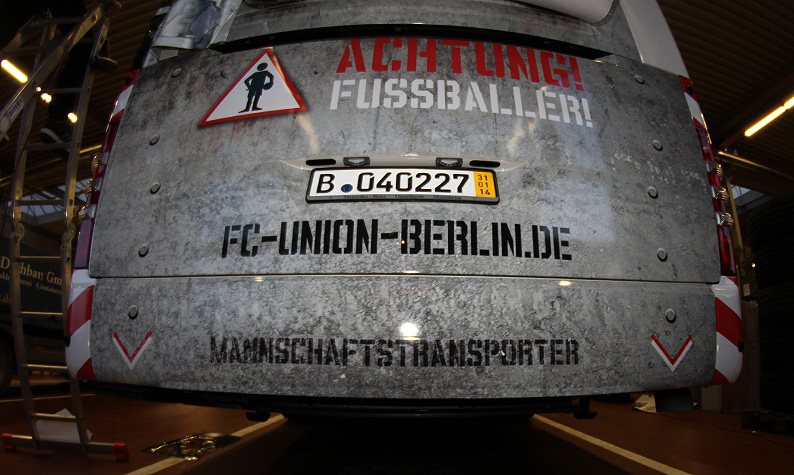 ACHTUNG!
FUSSBALLER!
B 040227 31 01 14
FC-UNION-BERLIN.DE
MANNSCHAFTSTRANSPORTER